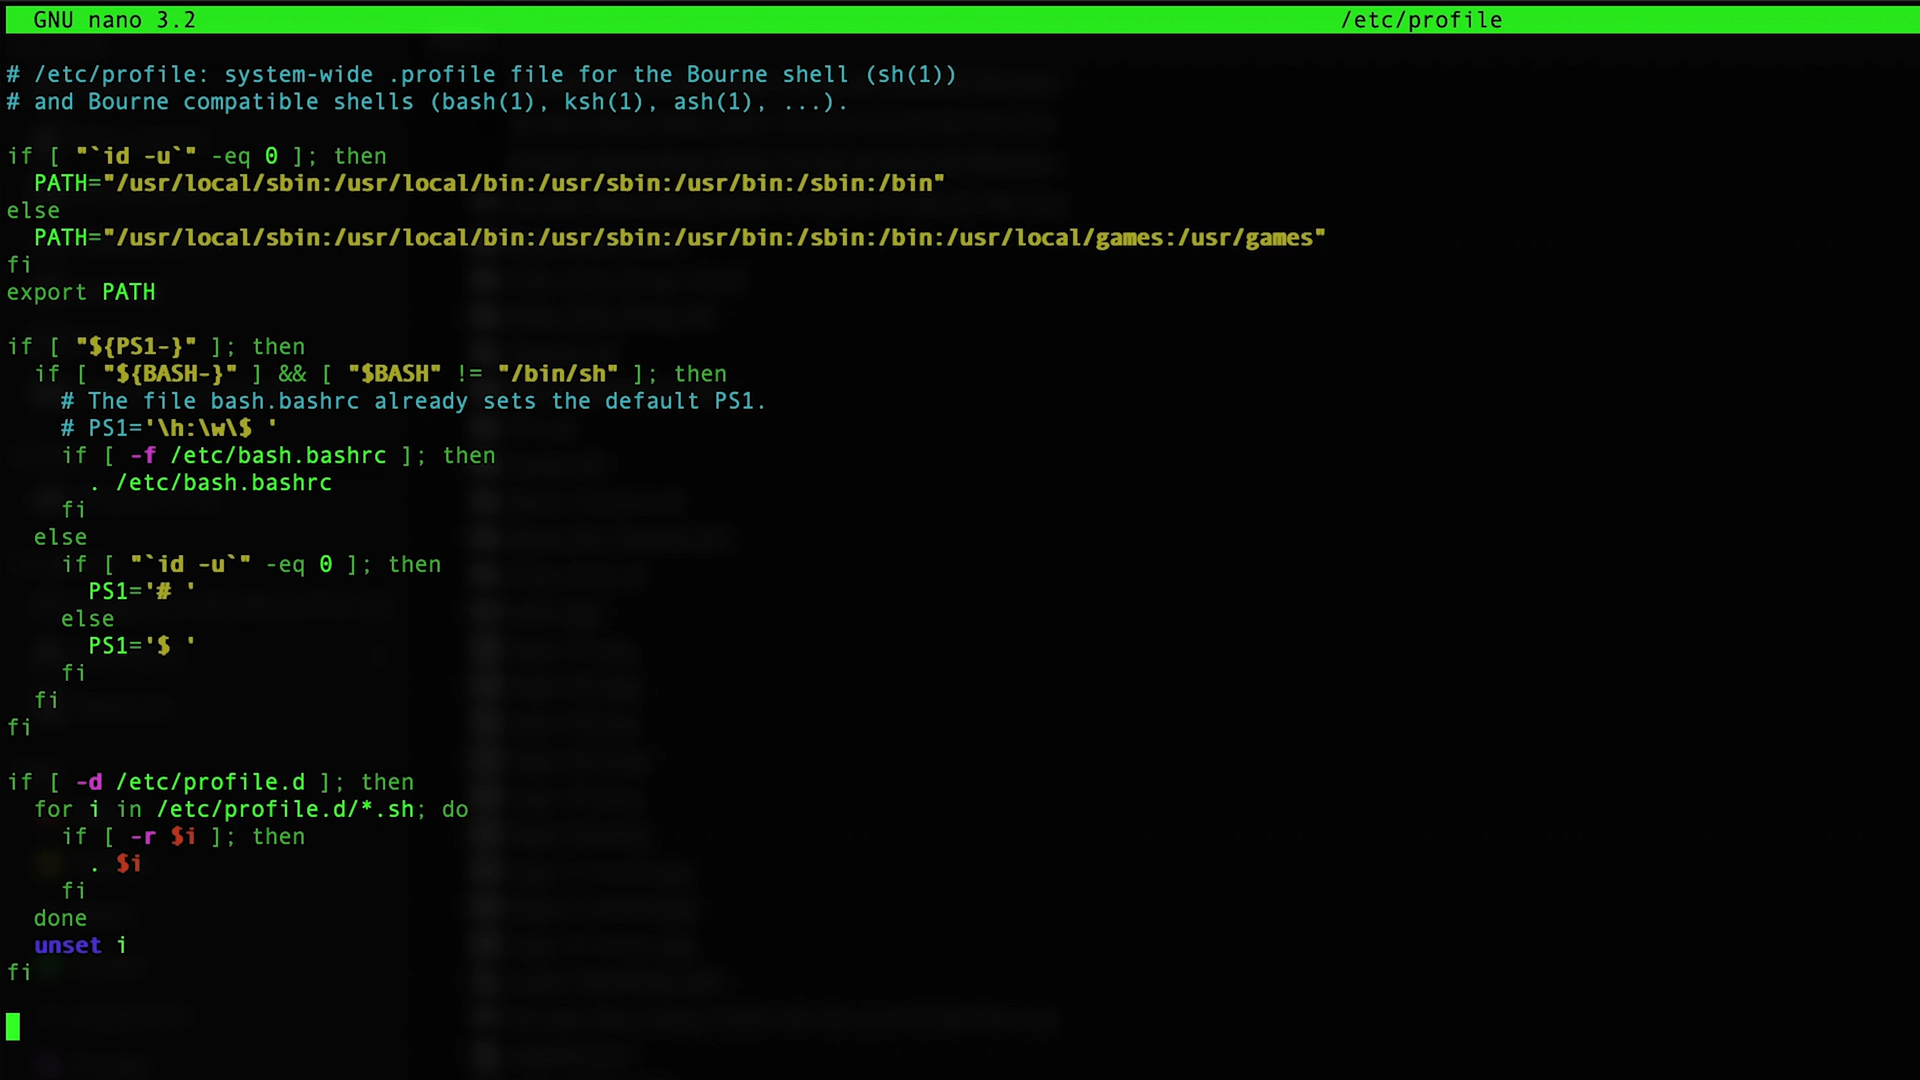 GNU nano 3.2 /etc/profile
# /etc/profile: system-wide .profile file for the Bourne shell (sh(1))
# and Bourne compatible shells (bash(1), ksh(1), ash(1), ...).
if [ "`id -u`" -eq 0 ]; then
  PATH="/usr/local/sbin:/usr/local/bin:/usr/sbin:/usr/bin:/sbin:/bin"
else
  PATH="/usr/local/sbin:/usr/local/bin:/usr/sbin:/usr/bin:/sbin:/bin:/usr/local/games:/usr/games"
fi
export PATH
if [ "${PS1-}" ]; then
  if [ "${BASH-}" ] && [ "$BASH" != "/bin/sh" ]; then
    # The file bash.bashrc already sets the default PS1.
    # PS1='\h:\w\$ '
    if [ -f /etc/bash.bashrc ]; then
      . /etc/bash.bashrc
    fi
  else
    if [ "`id -u`" -eq 0 ]; then
      PS1='# '
    else
      PS1='$ '
    fi
  fi
fi
if [ -d /etc/profile.d ]; then
  for i in /etc/profile.d/*.sh; do
    if [ -r $i ]; then
      . $i
    fi
  done
  unset i
fi